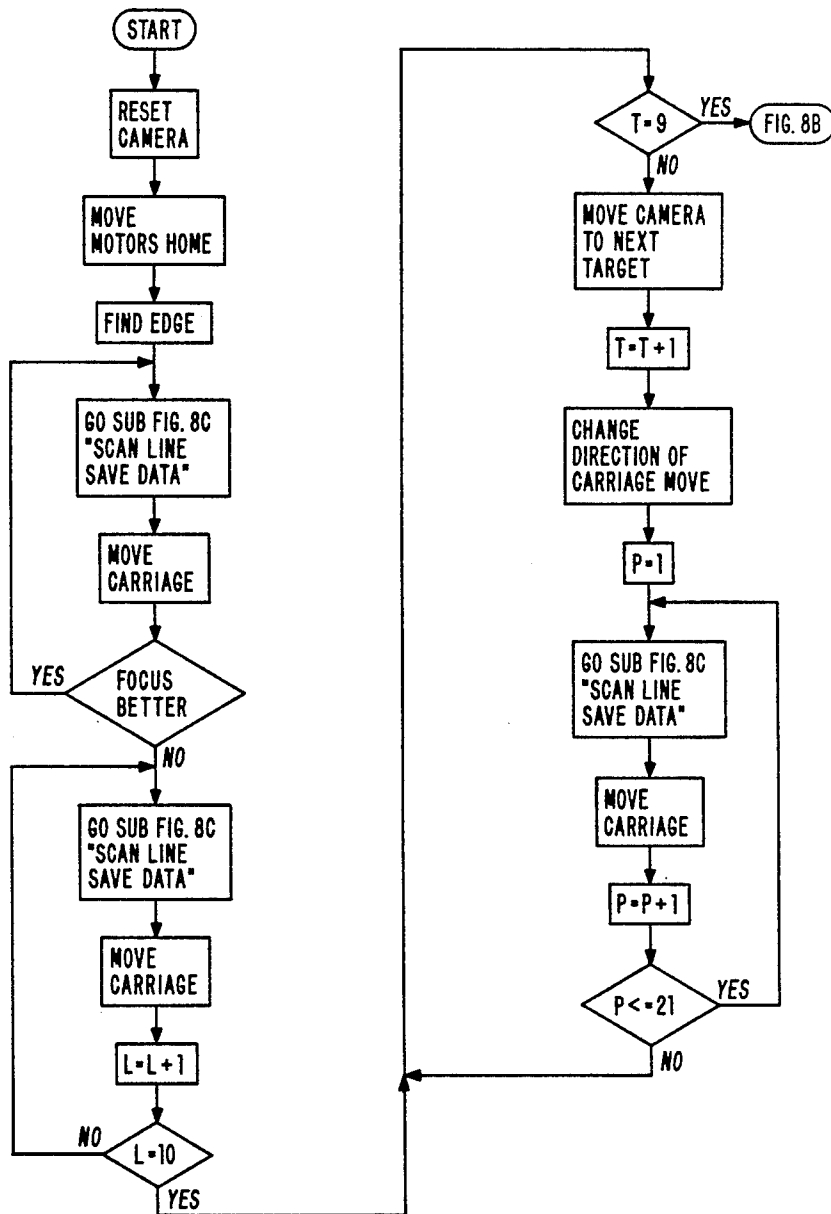 START
RESET
CAMERA
MOVE
MOTORS HOME
FIND EDGE
GO SUB FIG. 8C
"SCAN LINE
SAVE DATA"
MOVE
CARRIAGE
YES
FOCUS
BETTER
NO
GO SUB FIG. 8C
"SCAN LINE
SAVE DATA"
MOVE
CARRIAGE
L=L+1
NO
L=10
YES
T=9
YES
FIG. 8B
NO
MOVE CAMERA
TO NEXT
TARGET
T=T+1
CHANGE
DIRECTION OF
CARRIAGE MOVE
P=1
GO SUB FIG. 8C
"SCAN LINE
SAVE DATA"
MOVE
CARRIAGE
P=P+1
P<=21
YES
NO